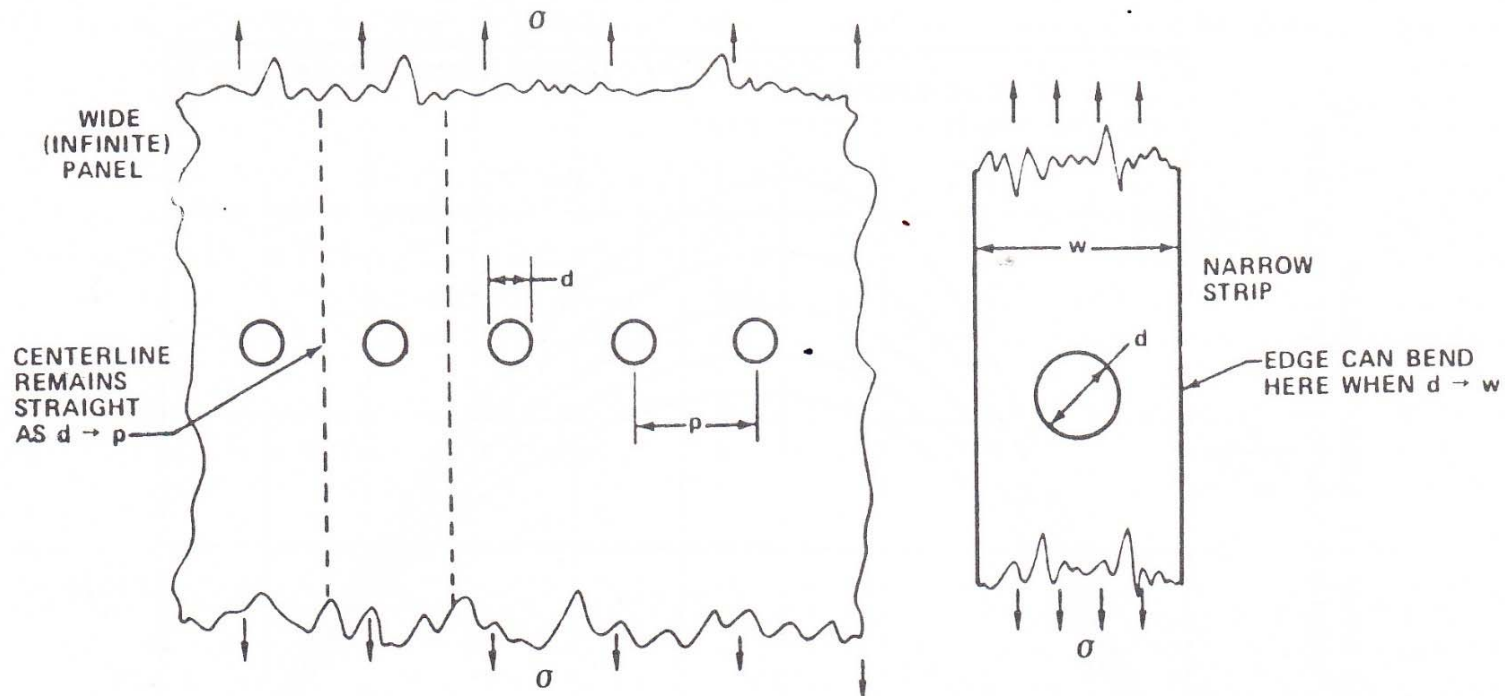 σ
WIDE
(INFINITE)
PANEL
d
CENTERLINE
REMAINS
STRAIGHT
AS d → p
p
σ
w
NARROW
STRIP
d
EDGE CAN BEND
HERE WHEN d → w
σ